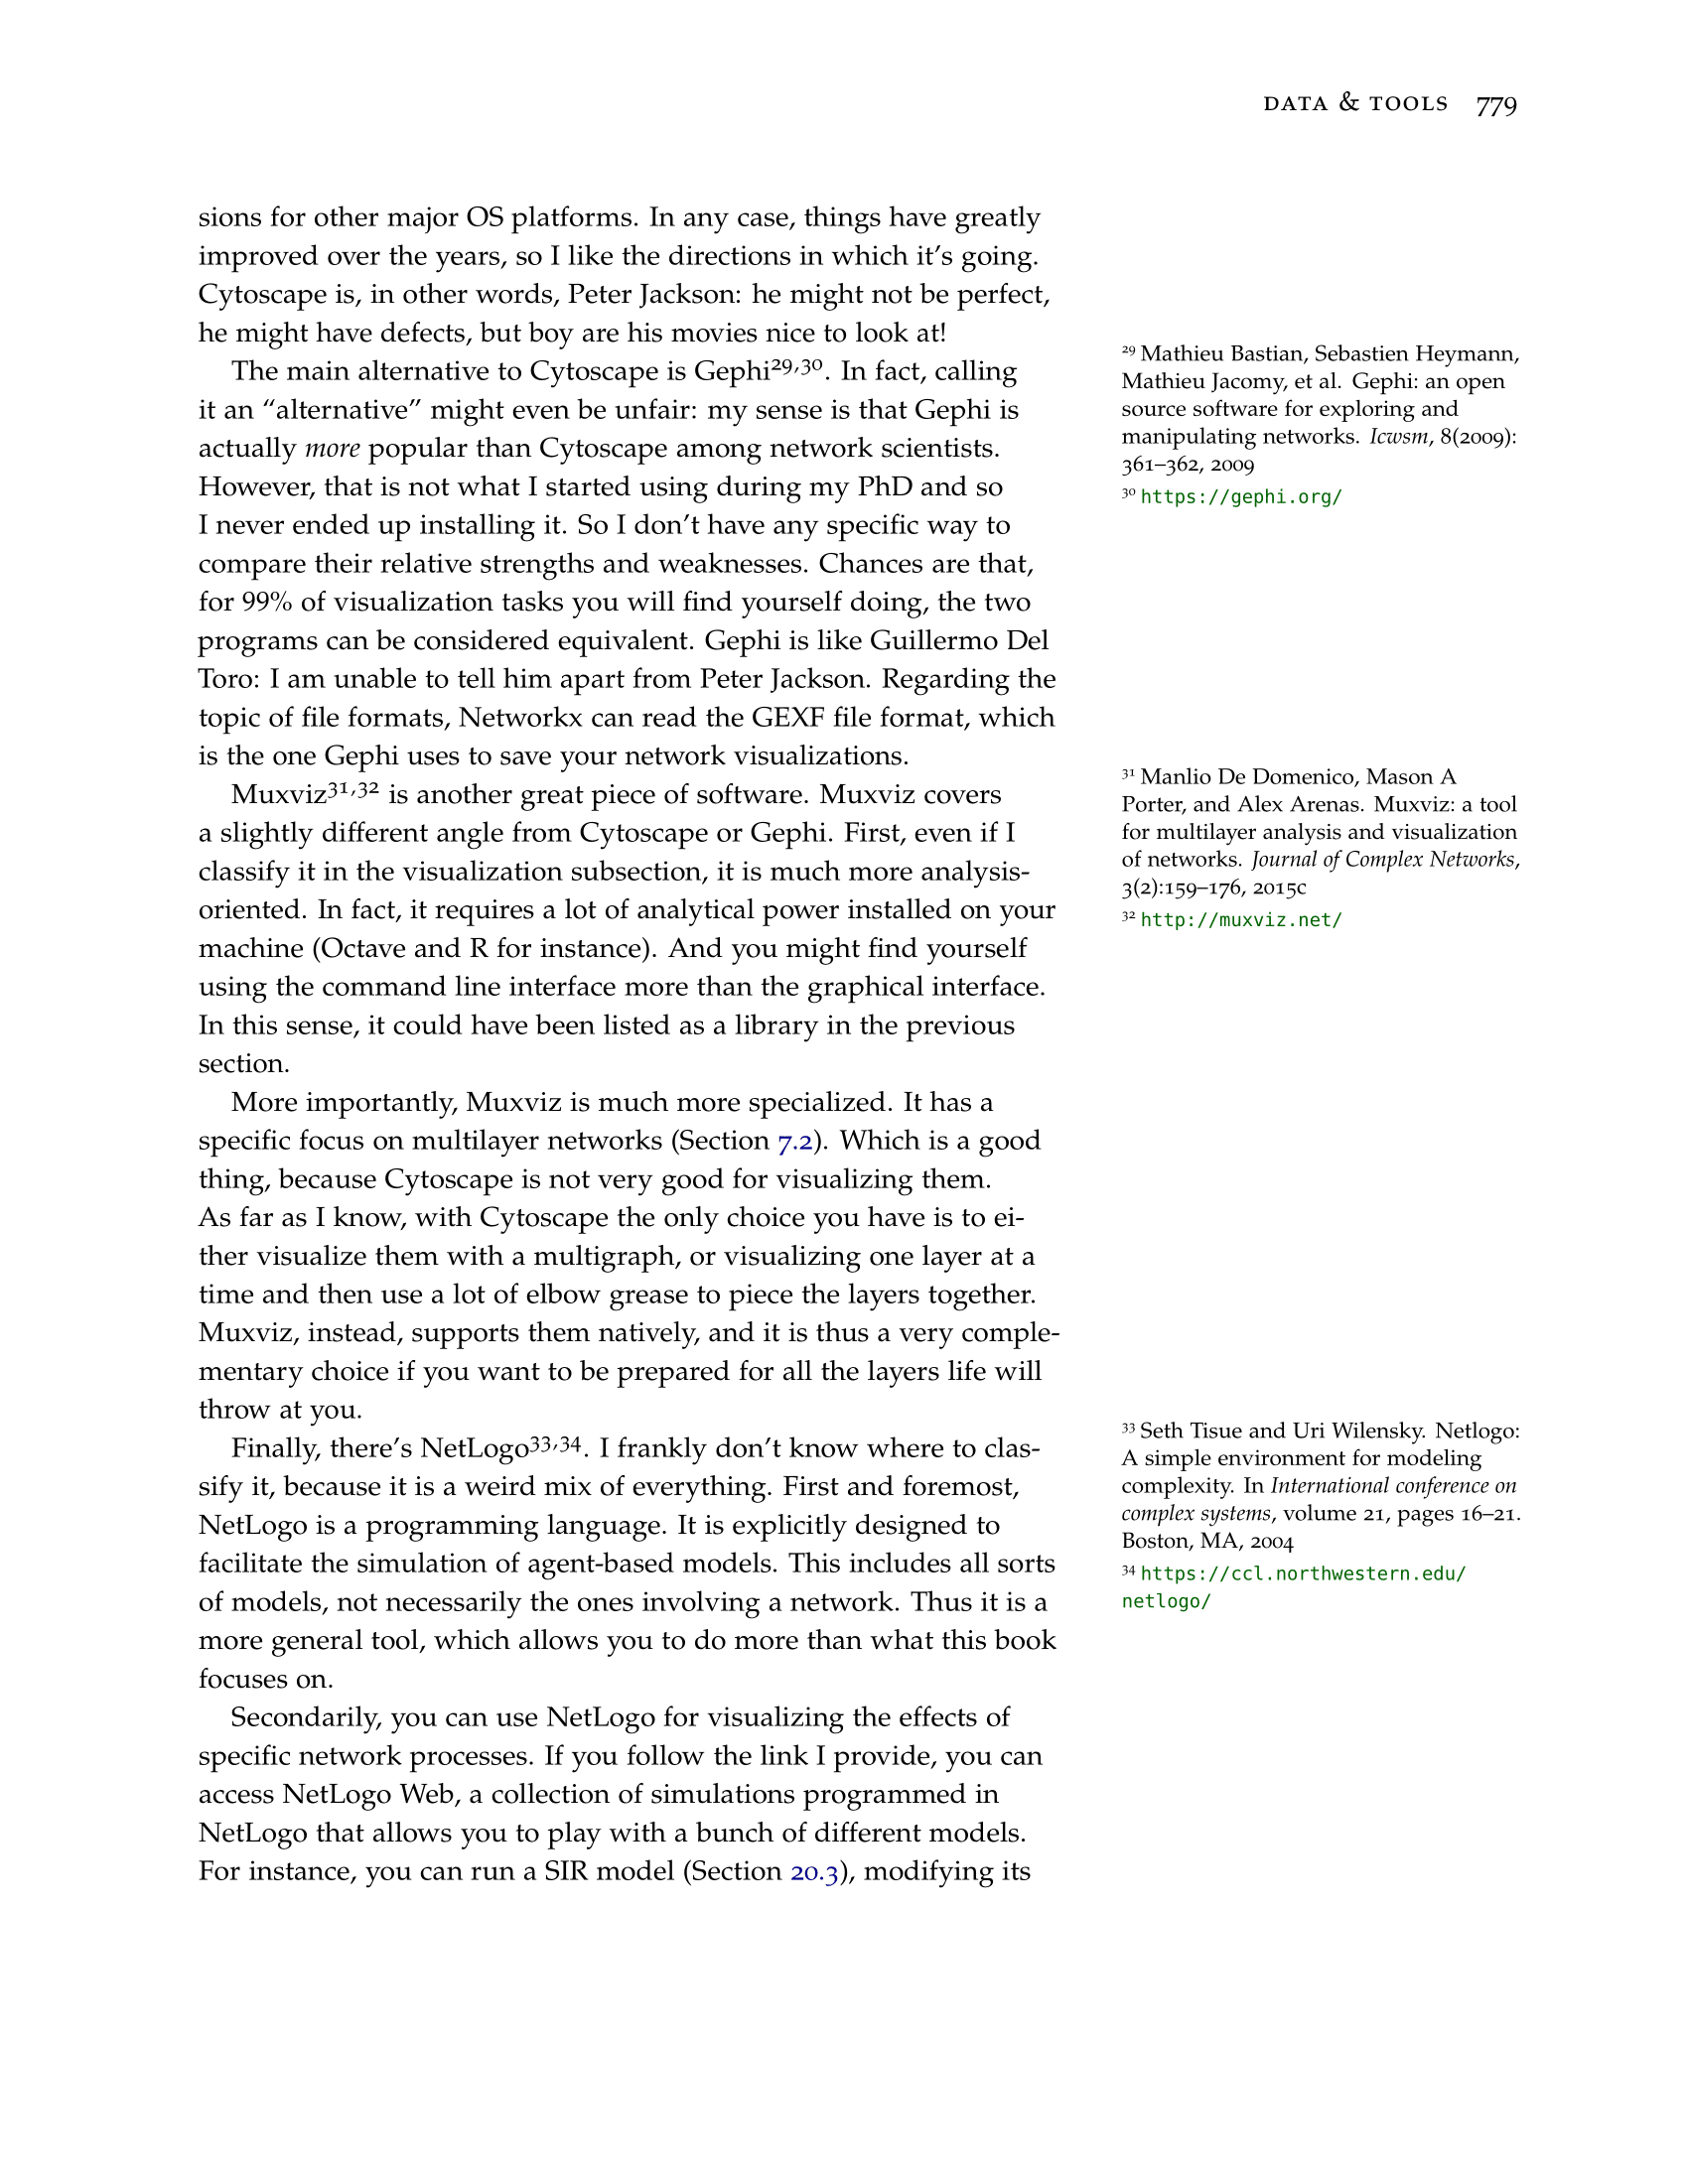 DATA & TOOLS 779
sions for other major OS platforms. In any case, things have greatly
improved over the years, so I like the directions in which it's going.
Cytoscape is, in other words, Peter Jackson: he might not be perfect,
he might have defects, but boy are his movies nice to look at!
The main alternative to Cytoscape is Gephi29,30. In fact, calling
it an “alternative” might even be unfair: my sense is that Gephi is
actually more popular than Cytoscape among network scientists.
However, that is not what I started using during my PhD and so
I never ended up installing it. So I don't have any specific way to
compare their relative strengths and weaknesses. Chances are that,
for 99% of visualization tasks you will find yourself doing, the two
programs can be considered equivalent. Gephi is like Guillermo Del
Toro: I am unable to tell him apart from Peter Jackson. Regarding the
topic of file formats, Networkx can read the GEXF file format, which
is the one Gephi uses to save your network visualizations.
Muxviz31,32 is another great piece of software. Muxviz covers
a slightly different angle from Cytoscape or Gephi. First, even if I
classify it in the visualization subsection, it is much more analysis-
oriented. In fact, it requires a lot of analytical power installed on your
machine (Octave and R for instance). And you might find yourself
using the command line interface more than the graphical interface.
In this sense, it could have been listed as a library in the previous
section.
More importantly, Muxviz is much more specialized. It has a
specific focus on multilayer networks (Section 7.2). Which is a good
thing, because Cytoscape is not very good for visualizing them.
As far as I know, with Cytoscape the only choice you have is to ei-
ther visualize them with a multigraph, or visualizing one layer at a
time and then use a lot of elbow grease to piece the layers together.
Muxviz, instead, supports them natively, and it is thus a very comple-
mentary choice if you want to be prepared for all the layers life will
throw at you.
Finally, there's NetLogo33,34. I frankly don't know where to clas-
sify it, because it is a weird mix of everything. First and foremost,
NetLogo is a programming language. It is explicitly designed to
facilitate the simulation of agent-based models. This includes all sorts
of models, not necessarily the ones involving a network. Thus it is a
more general tool, which allows you to do more than what this book
focuses on.
Secondarily, you can use NetLogo for visualizing the effects of
specific network processes. If you follow the link I provide, you can
access NetLogo Web, a collection of simulations programmed in
NetLogo that allows you to play with a bunch of different models.
For instance, you can run a SIR model (Section 20.3), modifying its
29 Mathieu Bastian, Sebastien Heymann,
Mathieu Jacomy, et al. Gephi: an open
source software for exploring and
manipulating networks. Icwsm, 8(2009):
361–362, 2009
30 https://gephi.org/
31 Manlio De Domenico, Mason A
Porter, and Alex Arenas. Muxviz: a tool
for multilayer analysis and visualization
of networks. Journal of Complex Networks,
3(2):159–176, 2015c
32 http://muxviz.net/
33 Seth Tisue and Uri Wilensky. Netlogo:
A simple environment for modeling
complexity. In International conference on
complex systems, volume 21, pages 16–21.
Boston, MA, 2004
34 https://ccl.northwestern.edu/
netlogo/